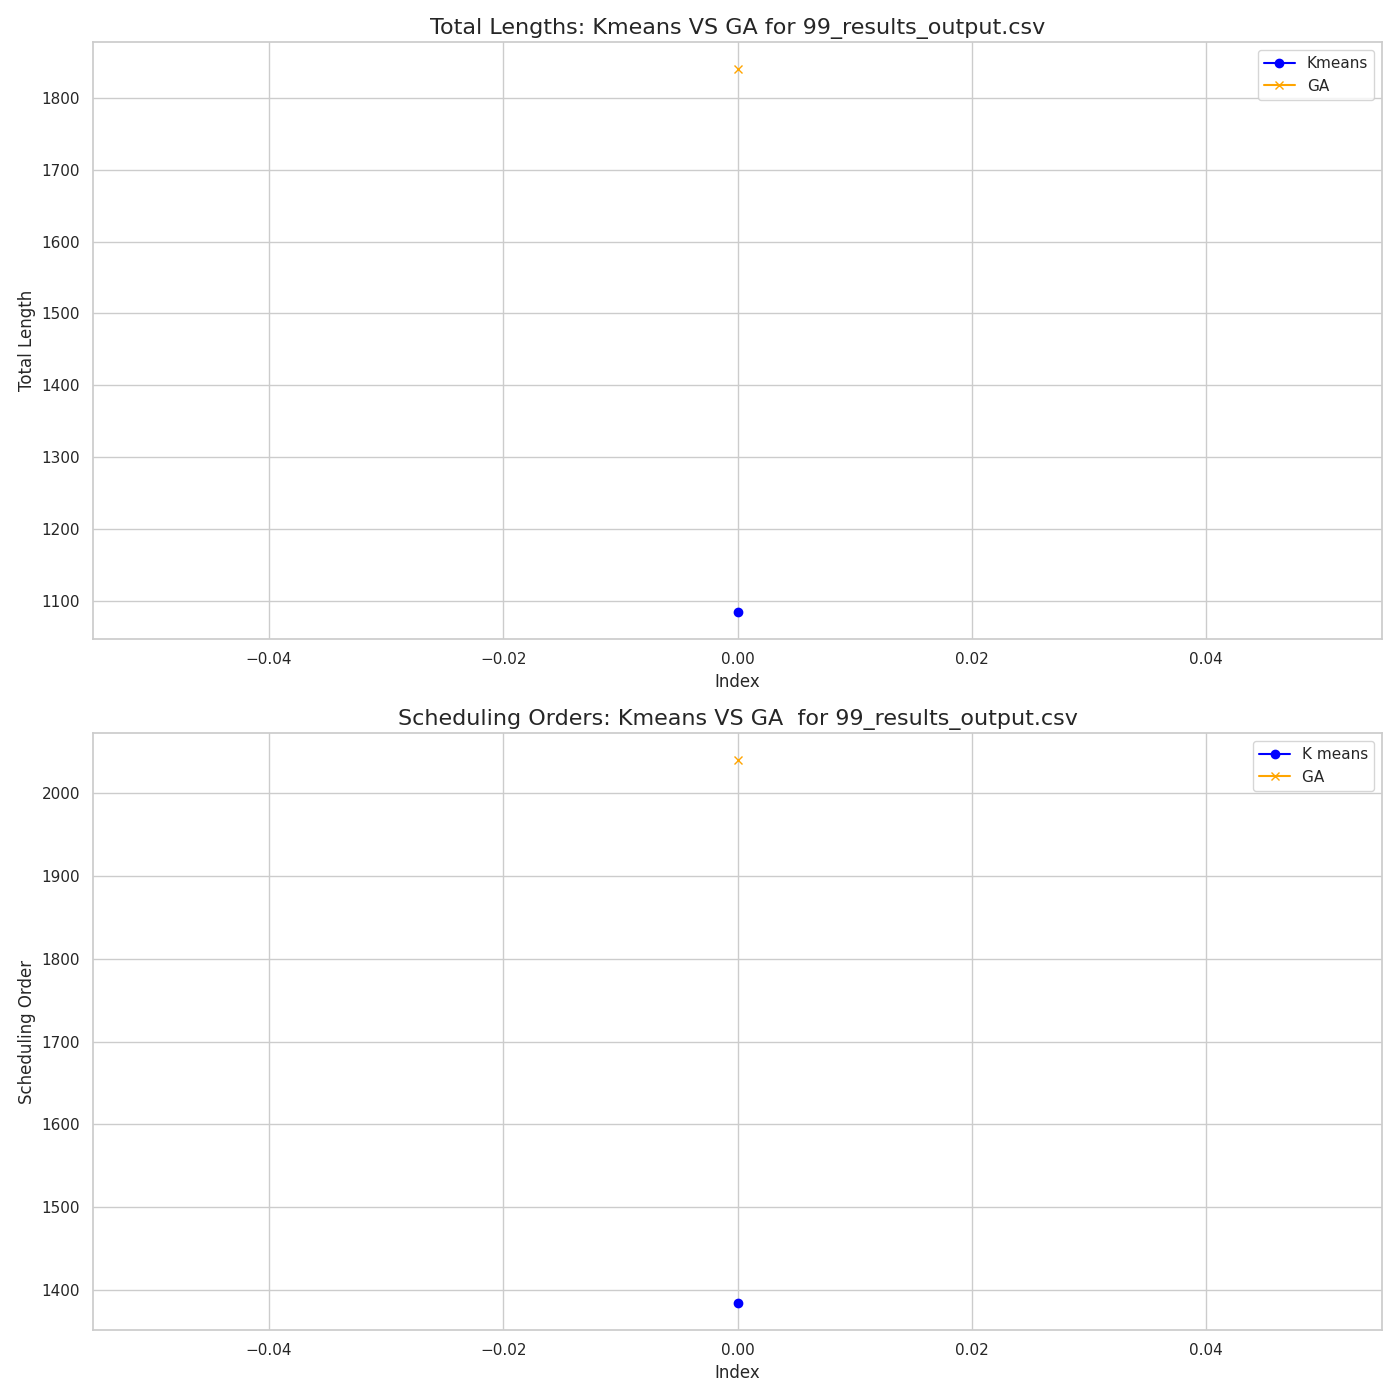 Total Lengths: Kmeans VS GA for 99_results_output.csv
Kmeans
GA
1800
1700
1600
1500
1400
1300
1200
1100
Total Length
−0.04
−0.02
0.00
0.02
0.04
Index
Scheduling Orders: Kmeans VS GA  for 99_results_output.csv
K means
GA
2000
1900
1800
1700
1600
1500
1400
Scheduling Order
−0.04
−0.02
0.00
0.02
0.04
Index